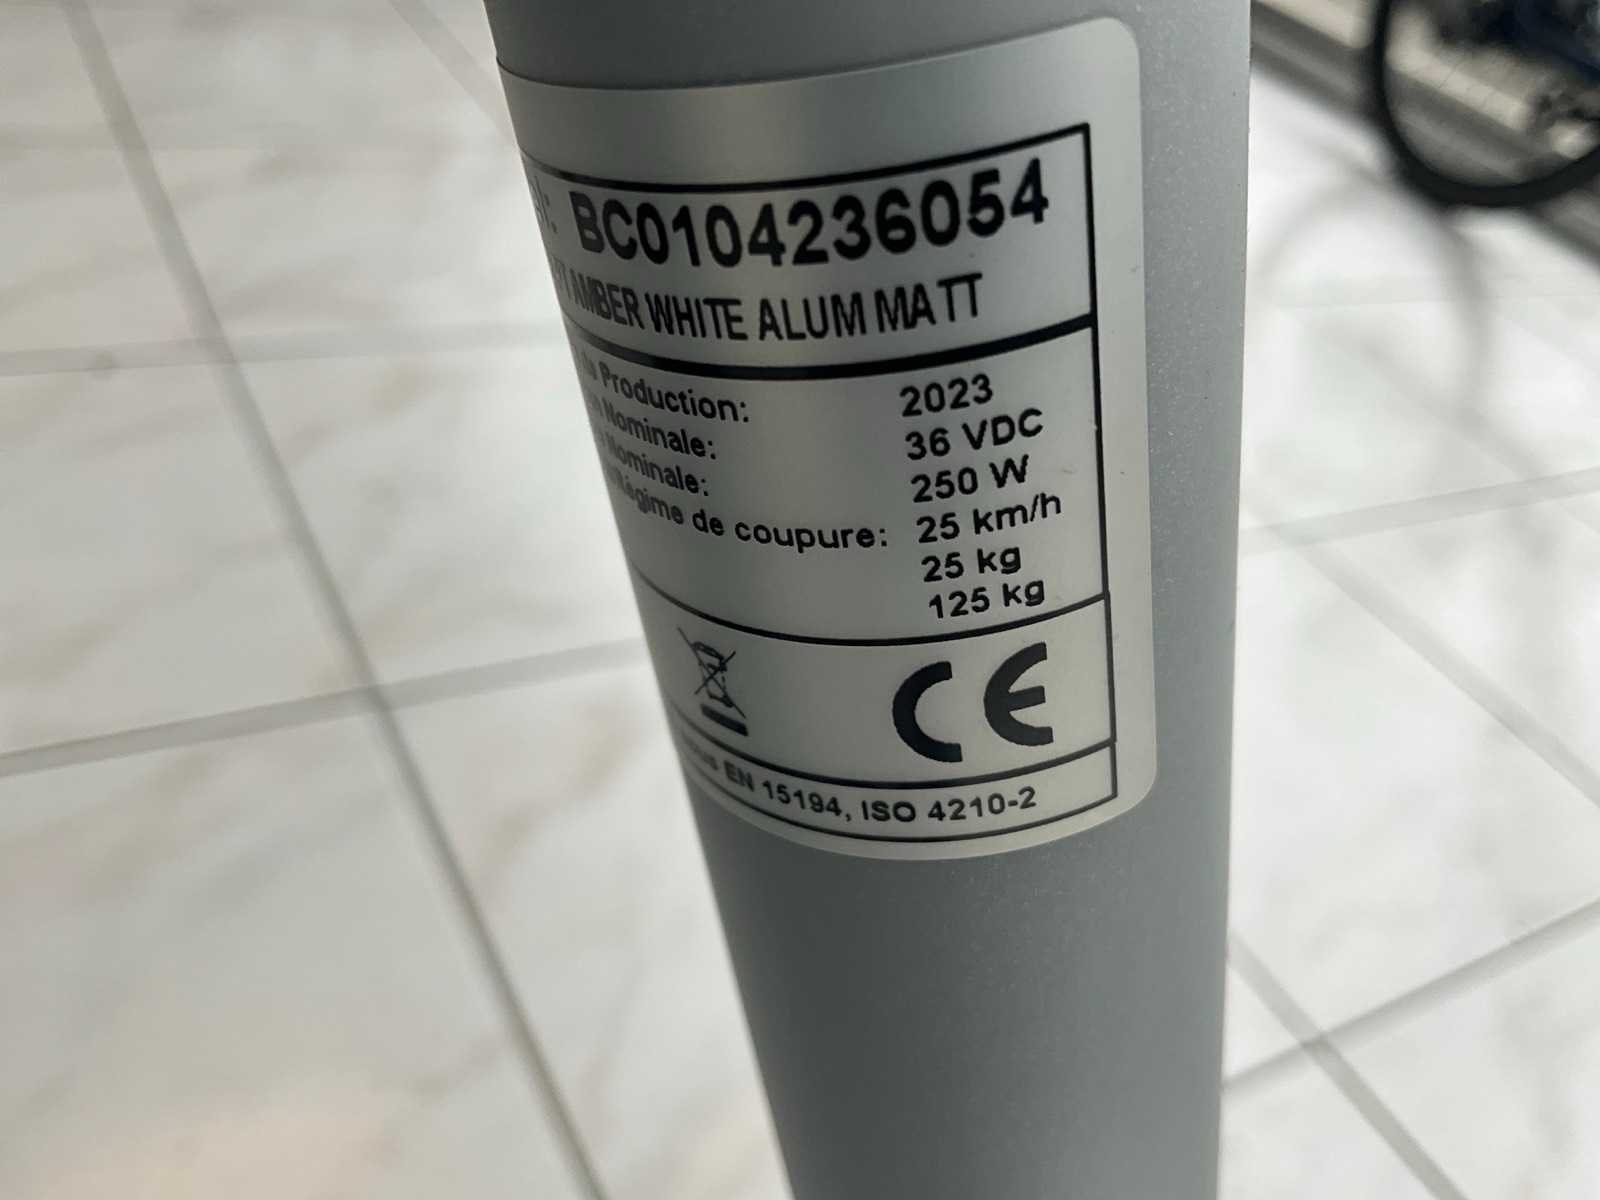 BC0104236054
AMBER WHITE ALUM MATT
Production: 2023
Nominale: 36 VDC
Nominale: 250 W
Régime de coupure: 25 km/h
25 kg
125 kg
CE
EN 15194, ISO 4210-2